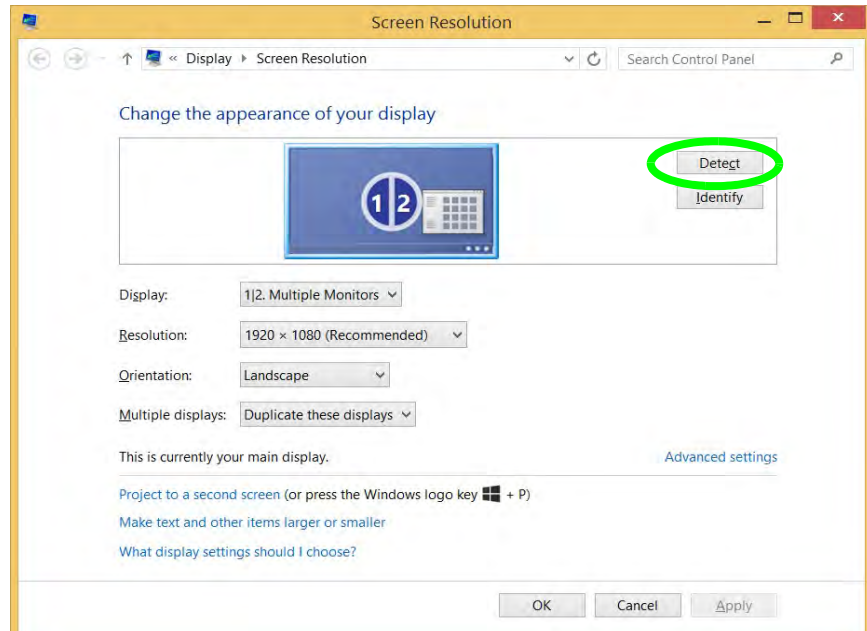 Screen Resolution
« Display Screen Resolution
Search Control Panel
Change the appearance of your display
1 2
Detect
Identify
Display: 1|2. Multiple Monitors
Resolution: 1920 × 1080 (Recommended)
Orientation: Landscape
Multiple displays: Duplicate these displays
This is currently your main display. Advanced settings
Project to a second screen (or press the Windows logo key + P)
Make text and other items larger or smaller
What display settings should I choose?
OK Cancel Apply